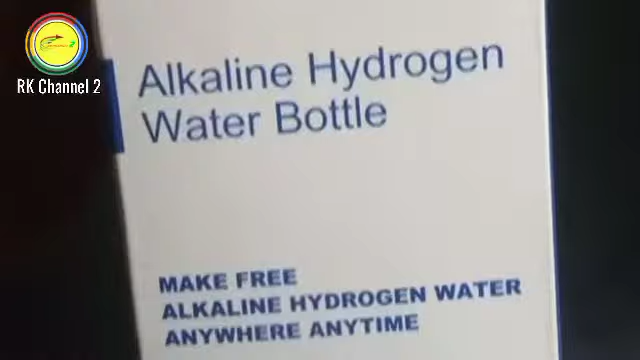 RK Channel 2
Alkaline Hydrogen
Water Bottle
MAKE FREE
ALKALINE HYDROGEN WATER
ANYWHERE ANYTIME